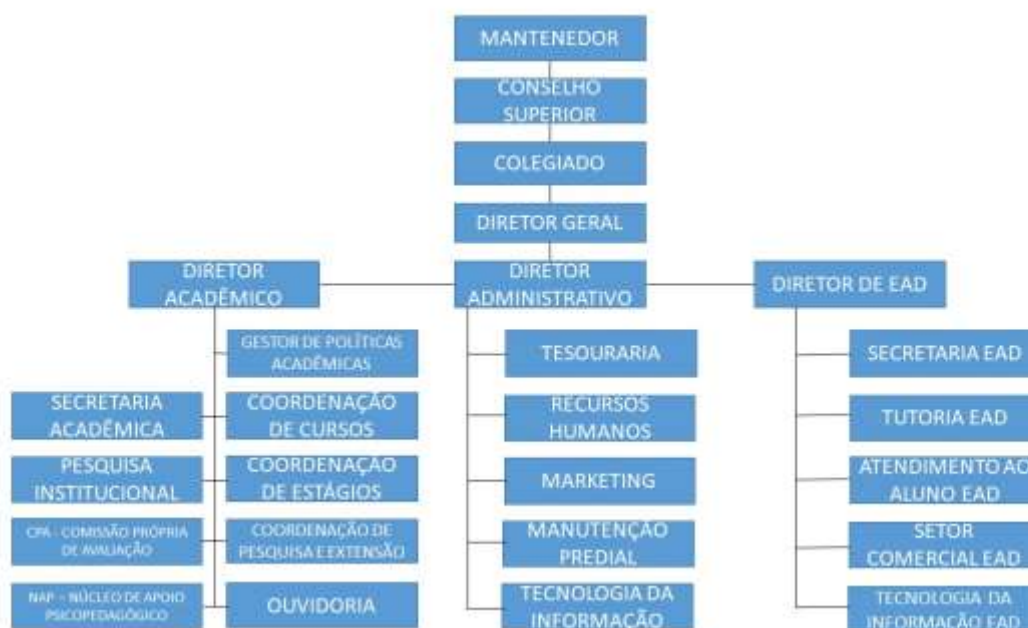 MANTENEDOR
CONSELHO
SUPERIOR
COLEGIADO
DIRETOR GERAL
DIRETOR
ACADÊMICO
DIRETOR
ADMINISTRATIVO
DIRETOR DE EAD
GESTOR DE POLÍTICAS
ACADÊMICAS
SECRETARIA
ACADÊMICA
COORDENAÇÃO
DE CURSOS
PESQUISA
INSTITUCIONAL
COORDENAÇÃO
DE ESTÁGIOS
CPA - COMISSÃO PRÓPRIA
DE AVALIAÇÃO
COORDENAÇÃO DE
PESQUISA E EXTENSÃO
NAP – NÚCLEO DE APOIO
PSICOPEDAGÓGICO
OUVIDORIA
TESOURARIA
RECURSOS
HUMANOS
MARKETING
MANUTENÇÃO
PREDIAL
TECNOLOGIA DA
INFORMAÇÃO
SECRETARIA EAD
TUTORIA EAD
ATENDIMENTO AO
ALUNO EAD
SETOR
COMERCIAL EAD
TECNOLOGIA DA
INFORMAÇÃO EAD